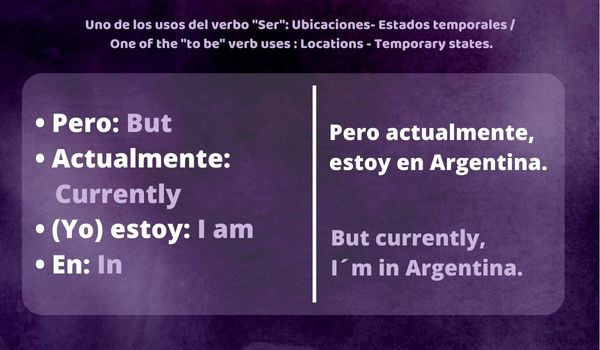 Uno de los usos del verbo "Ser": Ubicaciones- Estados temporales /
One of the "to be" verb uses : Locations - Temporary states.
• Pero: But
• Actualmente:
Currently
• (Yo) estoy: I am
• En: In
Pero actualmente,
estoy en Argentina.
But currently,
I´m in Argentina.